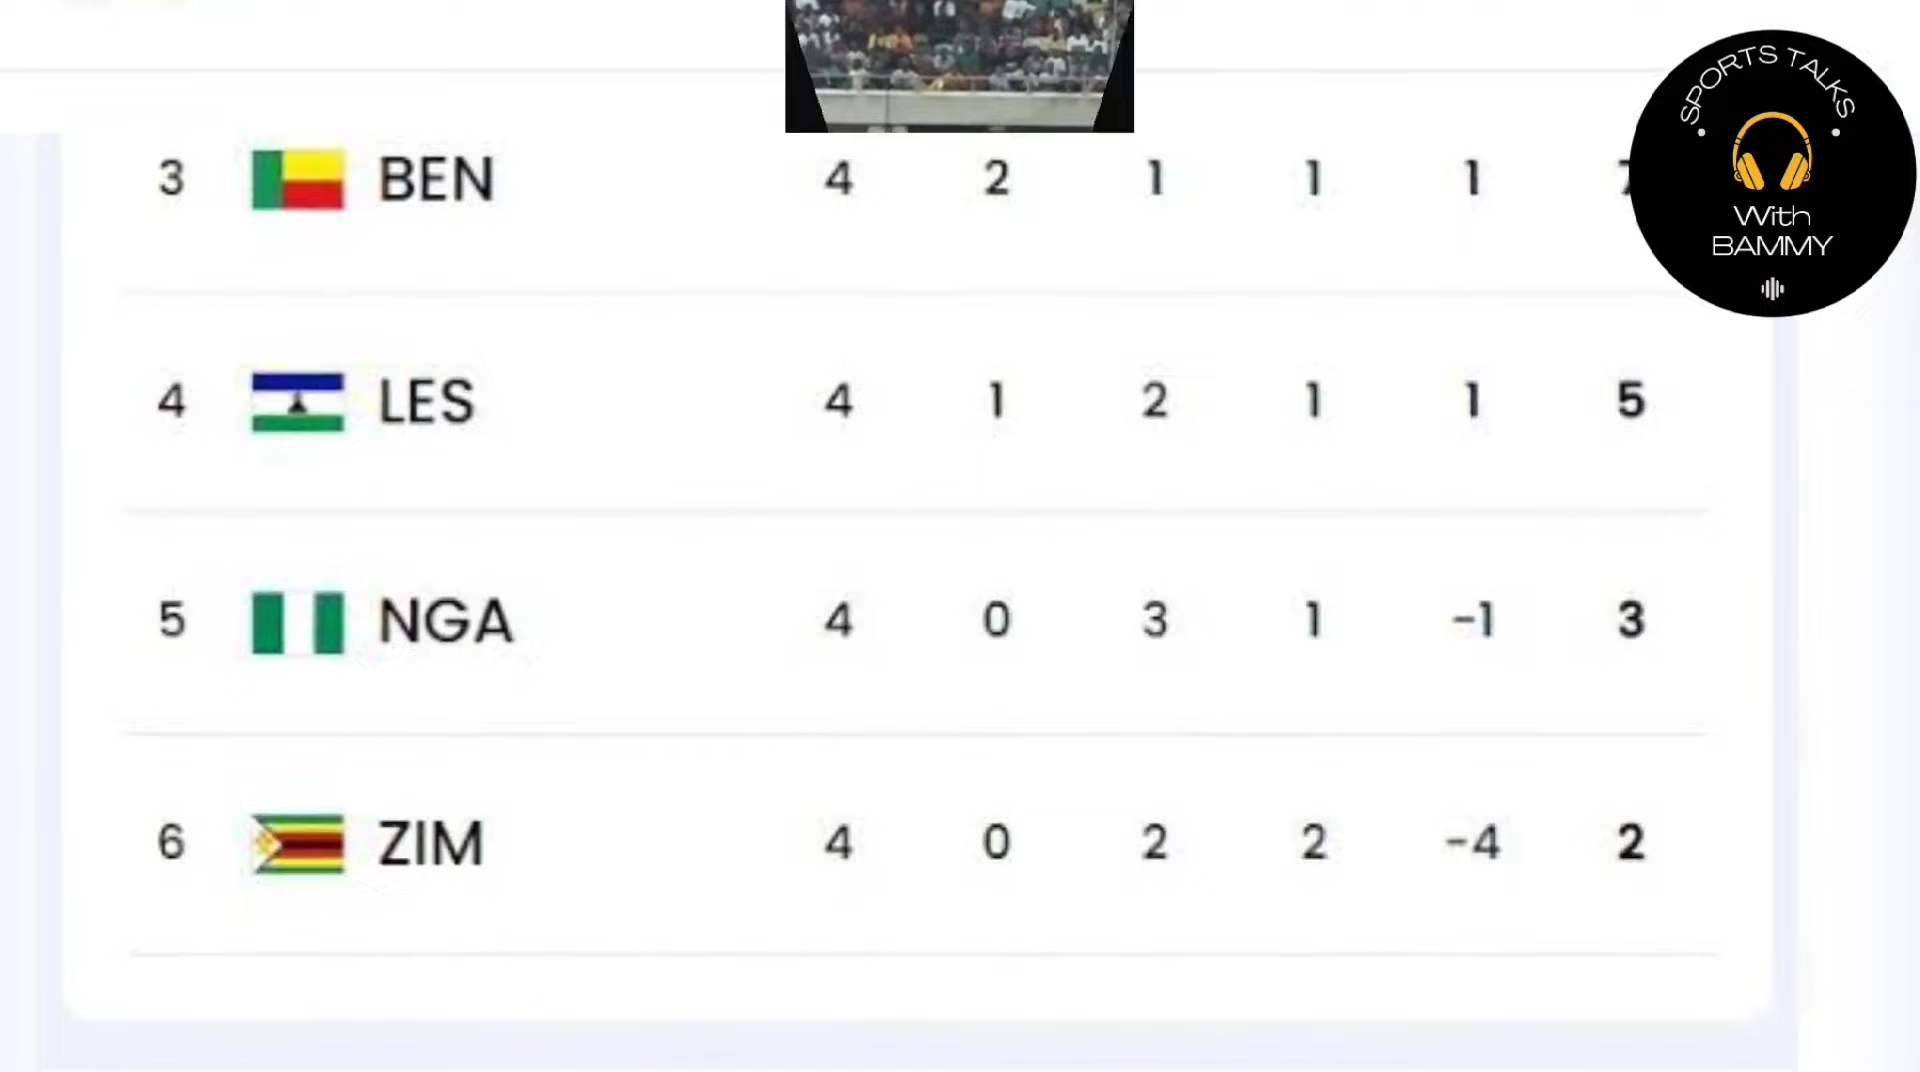 SPORTS TALKS
With
BAMMY
3 BEN 4 2 1 1 1 7
4 LES 4 1 2 1 1 5
5 NGA 4 0 3 1 -1 3
6 ZIM 4 0 2 2 -4 2